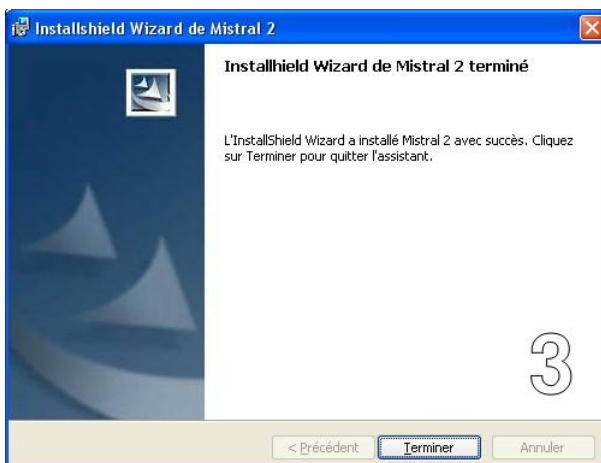 Installshield Wizard de Mistral 2
Installhield Wizard de Mistral 2 terminé
L'InstallShield Wizard a installé Mistral 2 avec succès. Cliquez
sur Terminer pour quitter l'assistant.
3
< Précédent
Terminer
Annuler